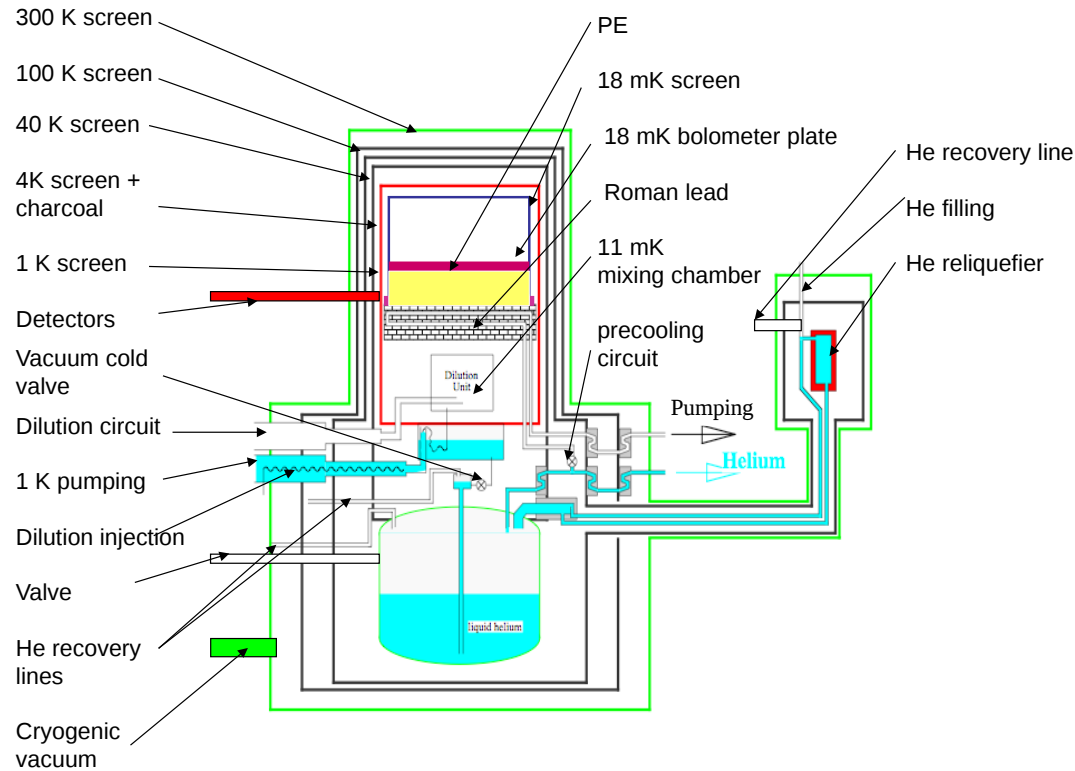 300 K screen
100 K screen
40 K screen
4K screen +
charcoal
1 K screen
Detectors
Vacuum cold
valve
Dilution circuit
1 K pumping
Dilution injection
Valve
He recovery
lines
Cryogenic
vacuum
PE
18 mK screen
18 mK bolometer plate
Roman lead
11 mK
mixing chamber
precooling
circuit
Dilution
Unit
Pumping
Helium
liquid helium
He recovery line
He filling
He reliquefier